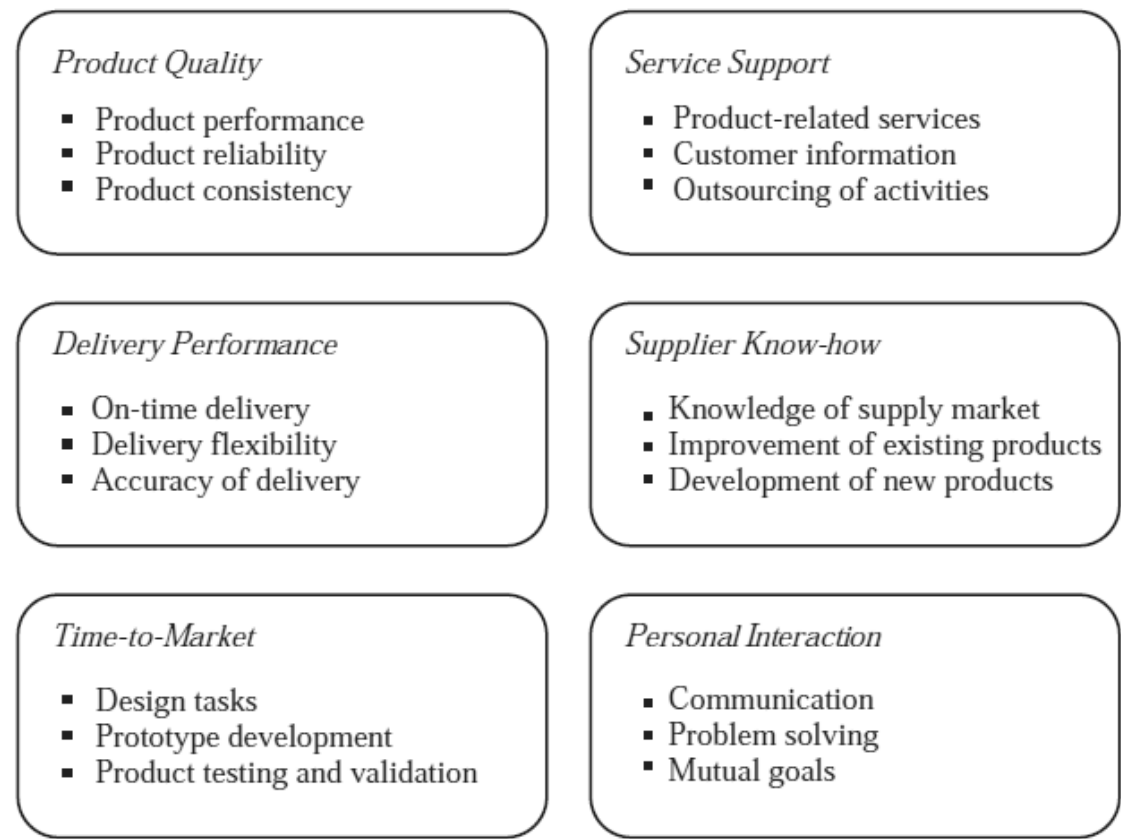 Product Quality
▪ Product performance
▪ Product reliability
▪ Product consistency
Service Support
▪ Product-related services
▪ Customer information
▪ Outsourcing of activities
Delivery Performance
▪ On-time delivery
▪ Delivery flexibility
▪ Accuracy of delivery
Supplier Know-how
▪ Knowledge of supply market
▪ Improvement of existing products
▪ Development of new products
Time-to-Market
▪ Design tasks
▪ Prototype development
▪ Product testing and validation
Personal Interaction
▪ Communication
▪ Problem solving
▪ Mutual goals